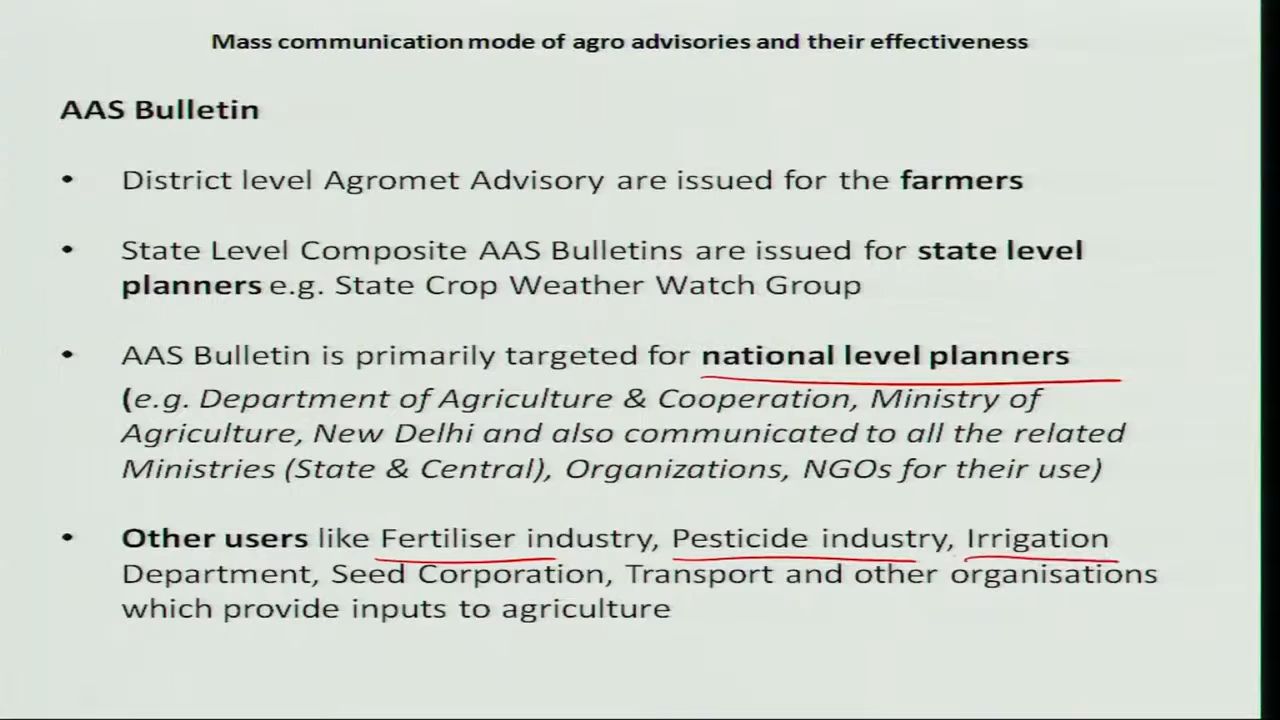 Mass communication mode of agro advisories and their effectiveness
AAS Bulletin
• District level Agromet Advisory are issued for the farmers
• State Level Composite AAS Bulletins are issued for state level
planners e.g. State Crop Weather Watch Group
• AAS Bulletin is primarily targeted for national level planners
(e.g. Department of Agriculture & Cooperation, Ministry of
Agriculture, New Delhi and also communicated to all the related
Ministries (State & Central), Organizations, NGOs for their use)
• Other users like Fertiliser industry, Pesticide industry, Irrigation
Department, Seed Corporation, Transport and other organisations
which provide inputs to agriculture